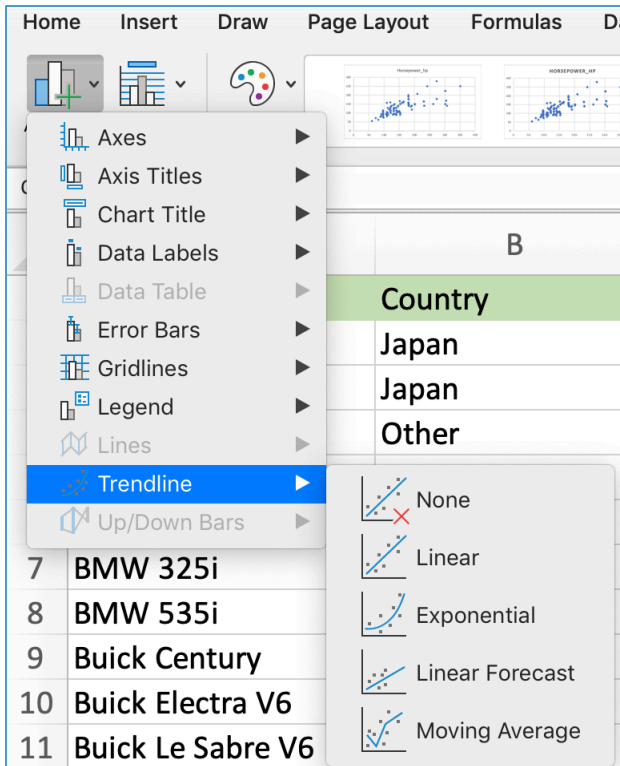 Home Insert Draw Page Layout Formulas
Horsepower_hp HORSEPOWER_HF
Axes
Axis Titles
Chart Title
Data Labels
Data Table
Error Bars
Gridlines
Legend
Lines
Trendline
Up/Down Bars
B
Country
Japan
Japan
Other
None
Linear
Exponential
Linear Forecast
Moving Average
7 BMW 325i
8 BMW 535i
9 Buick Century
10 Buick Electra V6
11 Buick Le Sabre V6